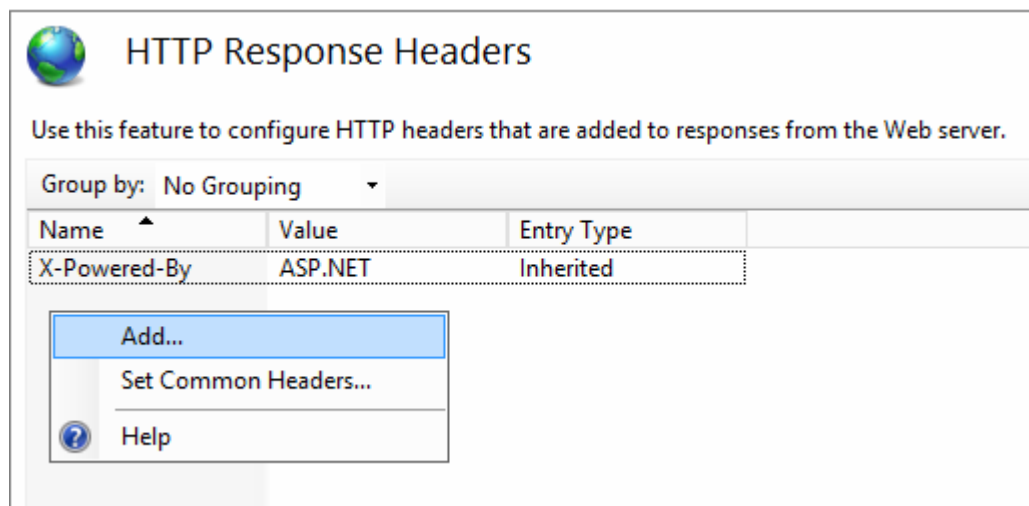 HTTP Response Headers
Use this feature to configure HTTP headers that are added to responses from the Web server.
Group by: No Grouping
Name Value Entry Type
X-Powered-By ASP.NET Inherited
Add...
Set Common Headers...
Help